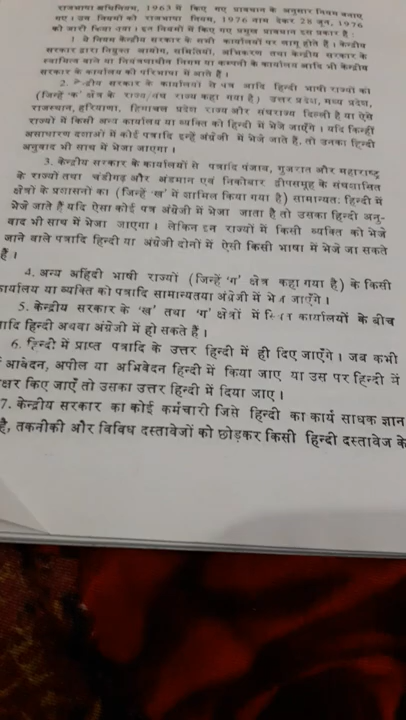 राजभाषा अधिनियम, 1963 में किए गए प्रावधान के अनुसार नियम बनाए
गए। उन नियमों को राजभाषा नियम, 1976 नाम देकर 28 जून, 1976
को जारी किया गया। इन नियमों में किए गए प्रमुख प्रावधान इस प्रकार हैं:
1. ये नियम केन्द्रीय सरकार के सभी कार्यालयों पर लागू होते हैं। केन्द्रीय
सरकार द्वारा नियुक्त आयोग, समितियां, अभिकरण तथा केन्द्रीय सरकार के
स्वामित्व वाले या नियंत्रणाधीन निगम या कम्पनी के कार्यालय आदि भी केन्द्रीय
सरकार के कार्यालय की परिभाषा में आते हैं।
2. केन्द्रीय सरकार के कार्यालयों से पत्र आदि हिन्दी भाषी राज्यों को
(जिन्हें 'क' क्षेत्र के राज्य/संघ राज्य कहा गया है) उत्तर प्रदेश, मध्य प्रदेश,
राजस्थान, हरियाणा, हिमाचल प्रदेश राज्य और संघराज्य दिल्ली है या ऐसे
राज्यों में किसी अन्य कार्यालय या व्यक्ति को हिन्दी में भेजे जाएँगे। यदि किन्हीं
असाधारण दशाओं में कोई पत्रादि इन्हें अंग्रेजी में भेजे जाते हैं, तो उनका हिन्दी
अनुवाद भी साथ में भेजा जाएगा।
3. केन्द्रीय सरकार के कार्यालयों से पत्रादि पंजाब, गुजरात और महाराष्ट्र
के राज्यों तथा चंडीगढ़ और अंडमान एवं निकोबार द्वीपसमूह के संघशासित
क्षेत्रों के प्रशासनों का (जिन्हें 'ख' में शामिल किया गया है) सामान्यत: हिन्दी में
भेजे जाते हैं यदि ऐसा कोई पत्र अंग्रेजी में भेजा जाता है तो उसका हिन्दी अनु-
वाद भी साथ में भेजा जाएगा। लेकिन इन राज्यों में किसी व्यक्ति को भेजे
जाने वाले पत्रादि हिन्दी या अंग्रेजी दोनों में ऐसी किसी भाषा में भेजे जा सकते
हैं।
4. अन्य अहिंदी भाषी राज्यों (जिन्हें 'ग' क्षेत्र कहा गया है) के किसी
कार्यालय या व्यक्ति को पत्रादि सामान्यतया अंग्रेजी में भेजे जाएँगे।
5. केन्द्रीय सरकार के 'ख' तथा 'ग' क्षेत्रों में स्थित कार्यालयों के बीच
ादि हिन्दी अथवा अंग्रेजी में हो सकते हैं।
6. हिन्दी में प्राप्त पत्रादि के उत्तर हिन्दी में ही दिए जाएँगे। जब कभी
आवेदन, अपील या अभिवेदन हिन्दी में किया जाए या उस पर हिन्दी में
क्षर किए जाएँ तो उसका उत्तर हिन्दी में दिया जाए।
7. केन्द्रीय सरकार का कोई कर्मचारी जिसे हिन्दी का कार्य साधक ज्ञान
है, तकनीकी और विविध दस्तावेजों को छोड़कर किसी हिन्दी दस्तावेज के